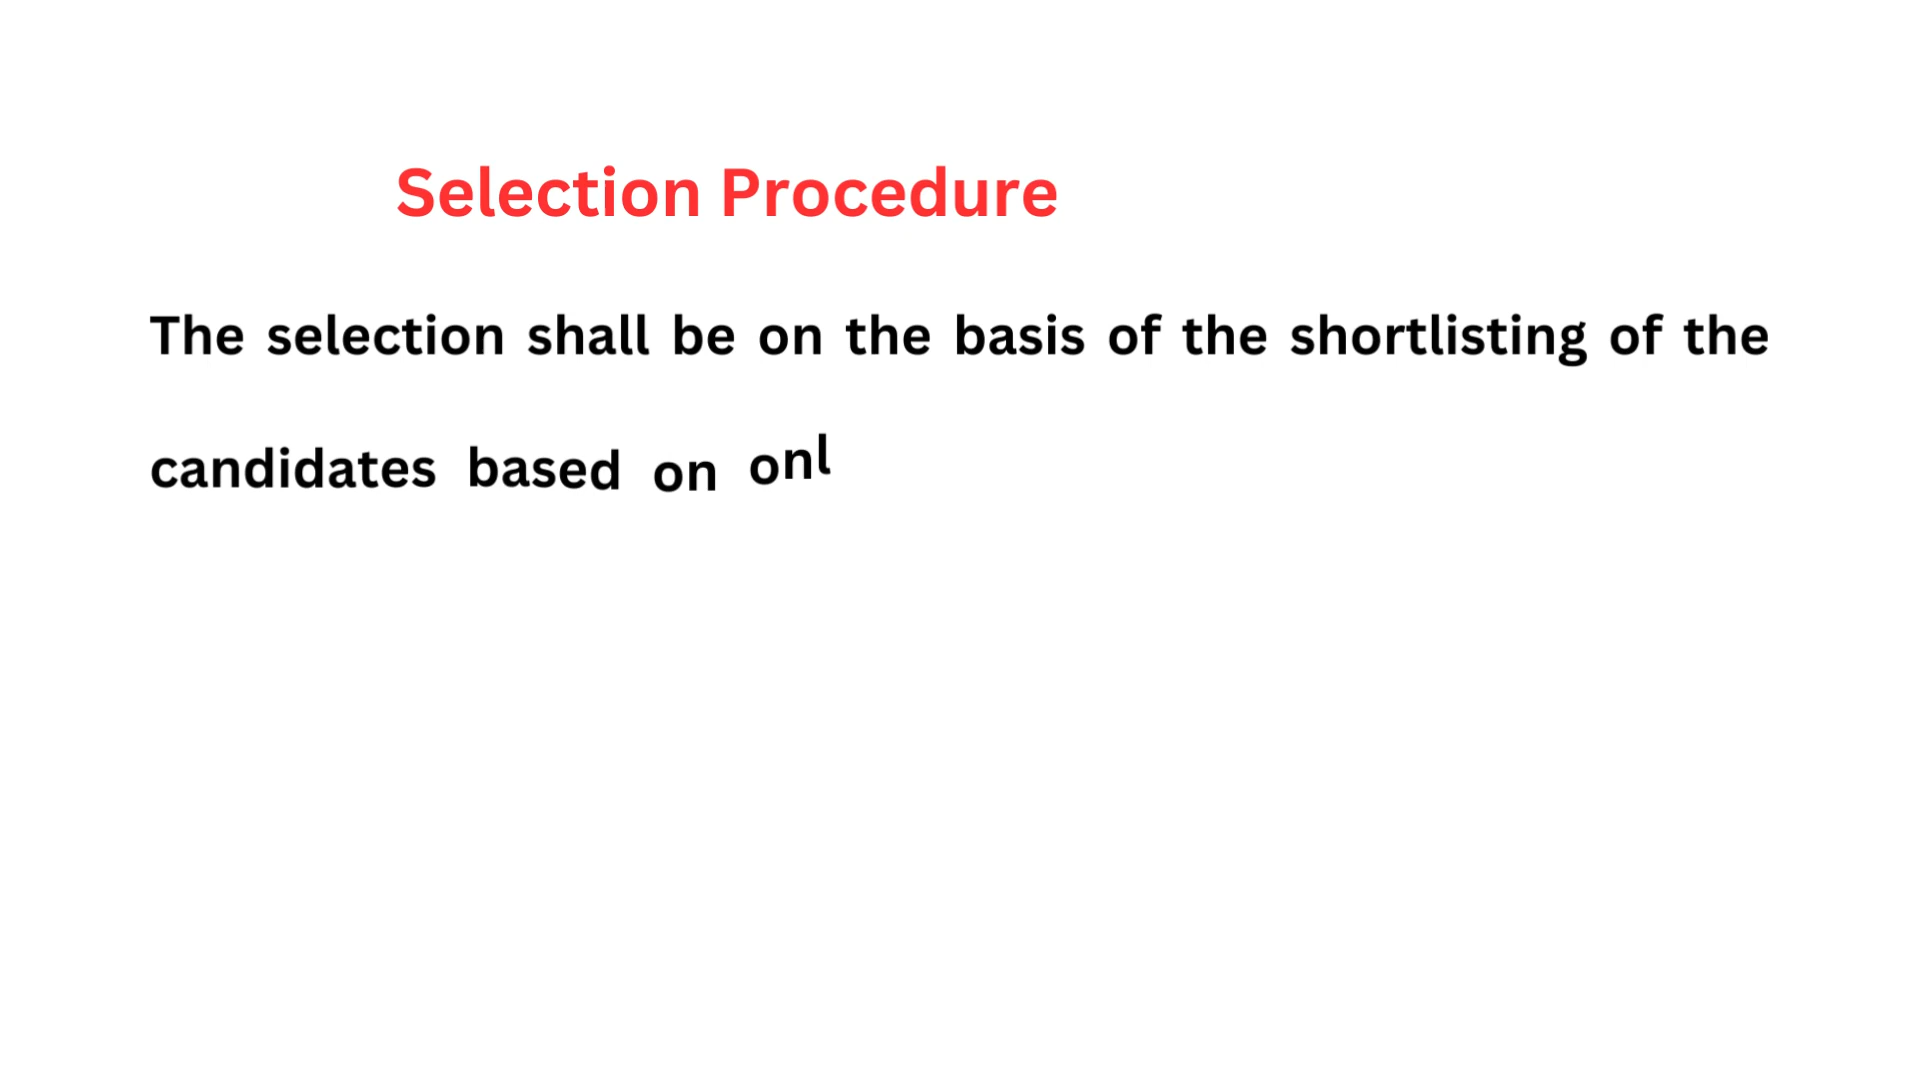 Selection Procedure
The selection shall be on the basis of the shortlisting of the
candidates based on onl